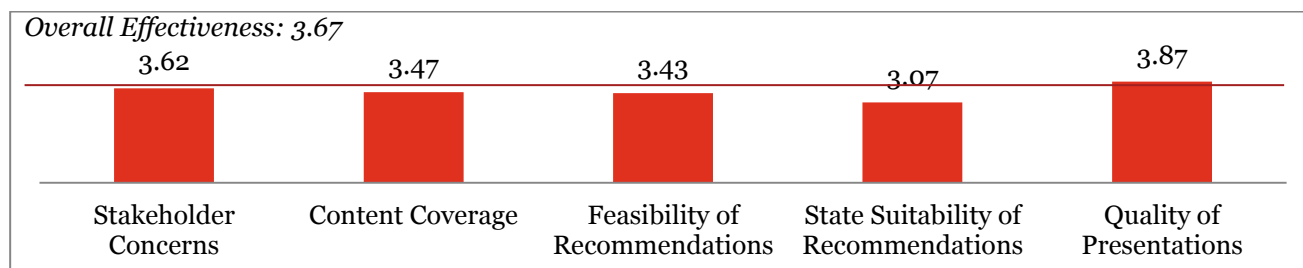 Overall Effectiveness: 3.67
3.62
3.47
3.43
3.07
3.87
Stakeholder
Concerns
Content Coverage
Feasibility of
Recommendations
State Suitability of
Recommendations
Quality of
Presentations